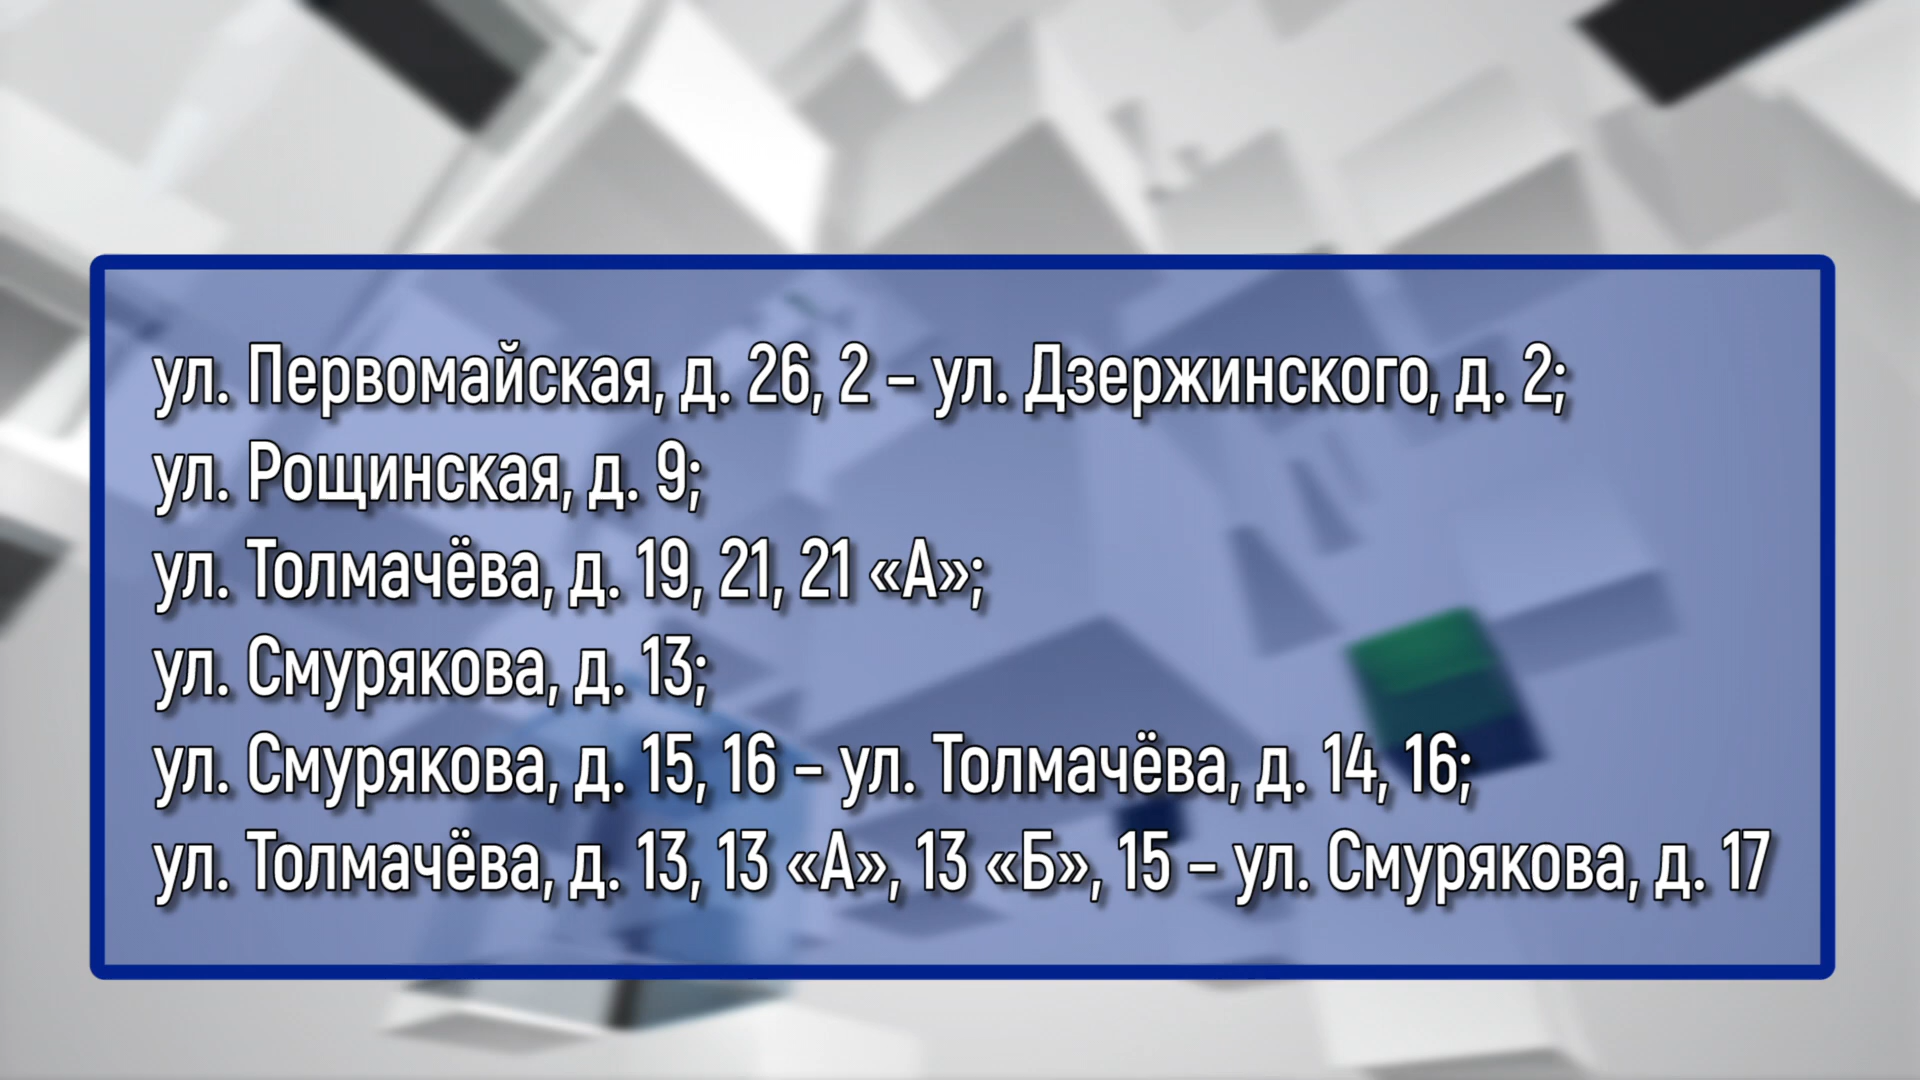 ул. Первомайская, д. 26, 2 – ул. Дзержинского, д. 2;
ул. Рощинская, д. 9;
ул. Толмачёва, д. 19, 21, 21 «А»;
ул. Смурякова, д. 13;
ул. Смурякова, д. 15, 16 – ул. Толмачёва, д. 14, 16;
ул. Толмачёва, д. 13, 13 «А», 13 «Б», 15 – ул. Смурякова, д. 17